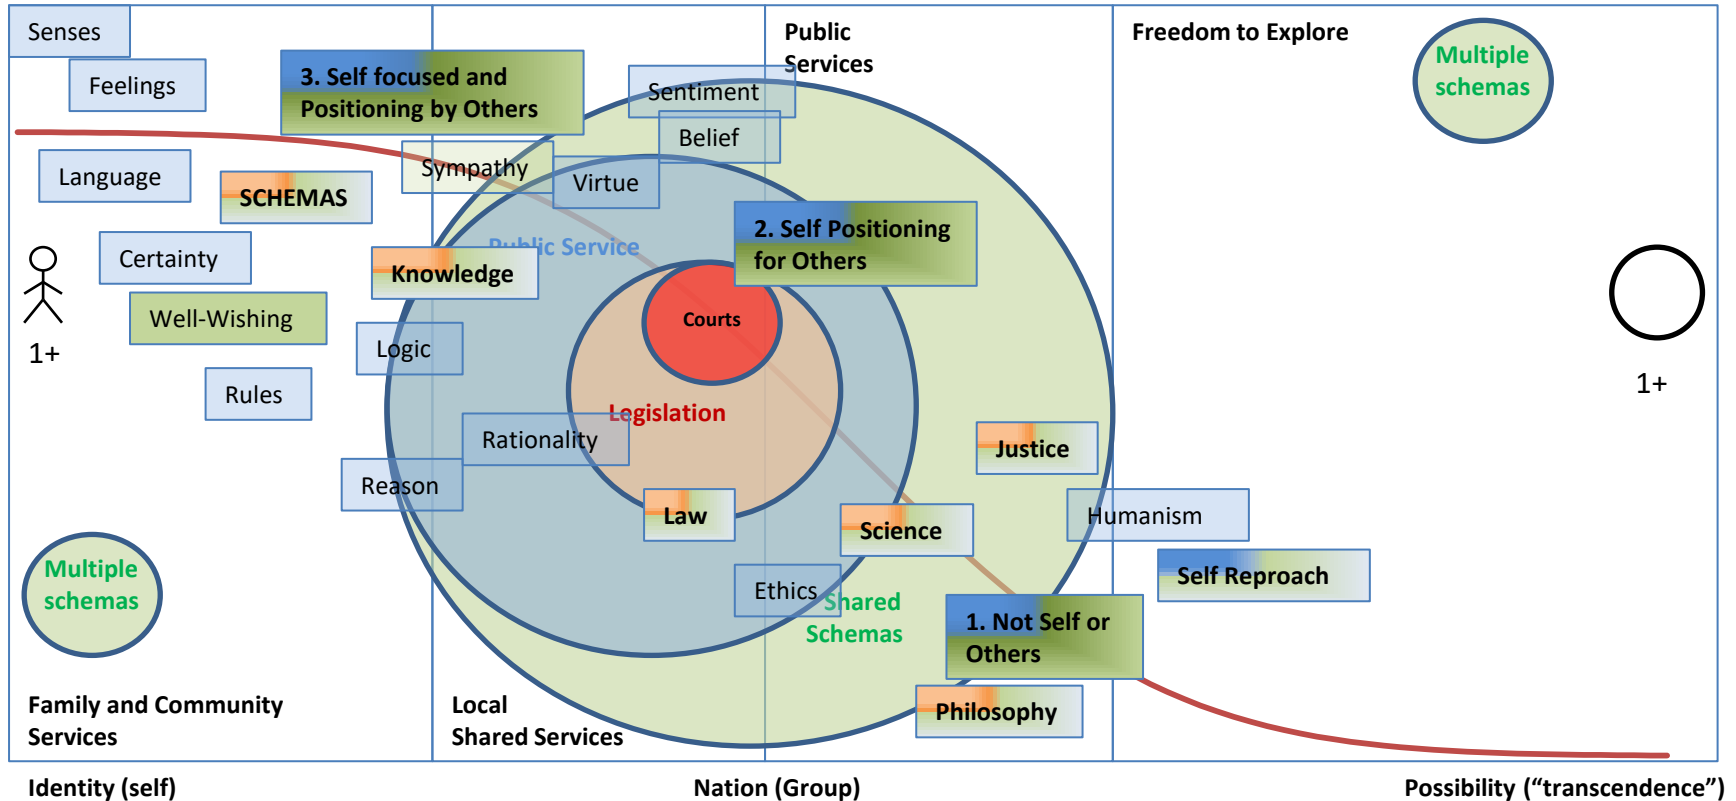 Senses
Feelings
3. Self focused and
Positioning by Others
Sentiment
Public
Services
Freedom to Explore
Multiple
schemas
Belief
Sympathy
Virtue
Language
SCHEMAS
2. Self Positioning
for Others
Public Service
Certainty
Knowledge
Well-Wishing
Courts
1+
Logic
1+
Rules
Legislation
Rationality
Justice
Reason
Law
Science
Humanism
Multiple
schemas
Ethics
Shared
Schemas
Self Reproach
1. Not Self or
Others
Philosophy
Family and Community
Services
Local
Shared Services
Identity (self)
Nation (Group)
Possibility (“transcendence”)